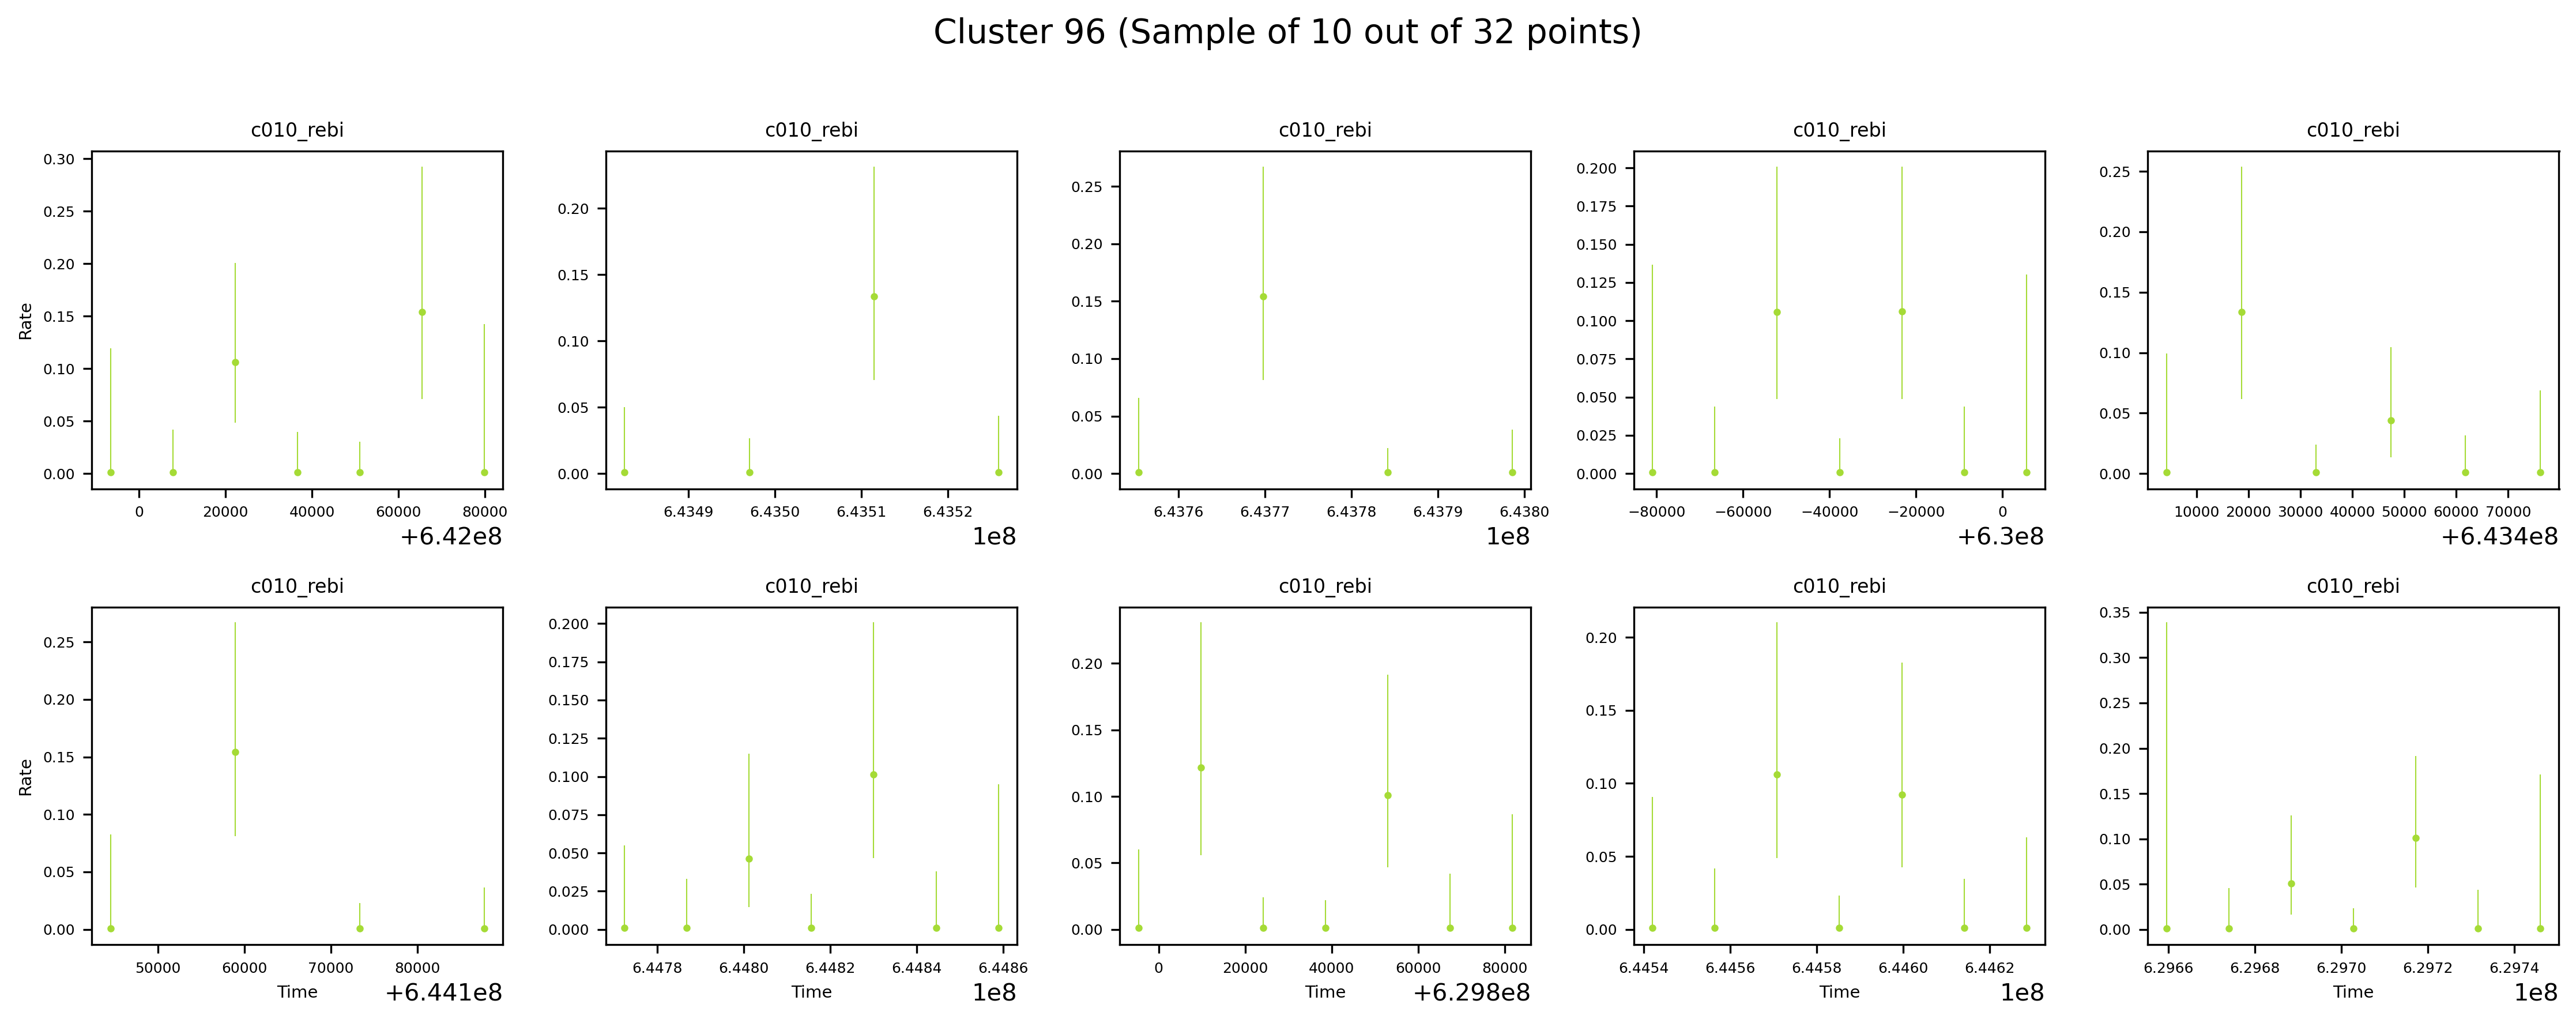 Cluster 96 (Sample of 10 out of 32 points)
c010_rebi c010_rebi c010_rebi c010_rebi c010_rebi
Rate
0.30 0.25 0.20 0.15 0.10 0.05 0.00
0 20000 40000 60000 80000
+6.42e8
0.20 0.15 0.10 0.05 0.00
6.4349 6.4350 6.4351 6.4352
1e8
0.25 0.20 0.15 0.10 0.05 0.00
6.4376 6.4377 6.4378 6.4379 6.4380
1e8
0.200 0.175 0.150 0.125 0.100 0.075 0.050 0.025 0.000
−80000 −60000 −40000 −20000 0
+6.3e8
0.25 0.20 0.15 0.10 0.05 0.00
10000 20000 30000 40000 50000 60000 70000
+6.434e8
c010_rebi c010_rebi c010_rebi c010_rebi c010_rebi
Rate
0.25 0.20 0.15 0.10 0.05 0.00
50000 60000 70000 80000
Time +6.441e8
0.200 0.175 0.150 0.125 0.100 0.075 0.050 0.025 0.000
6.4478 6.4480 6.4482 6.4484 6.4486
Time 1e8
0.20 0.15 0.10 0.05 0.00
0 20000 40000 60000 80000
Time +6.298e8
0.20 0.15 0.10 0.05 0.00
6.4454 6.4456 6.4458 6.4460 6.4462
Time 1e8
0.35 0.30 0.25 0.20 0.15 0.10 0.05 0.00
6.2966 6.2968 6.2970 6.2972 6.2974
Time 1e8